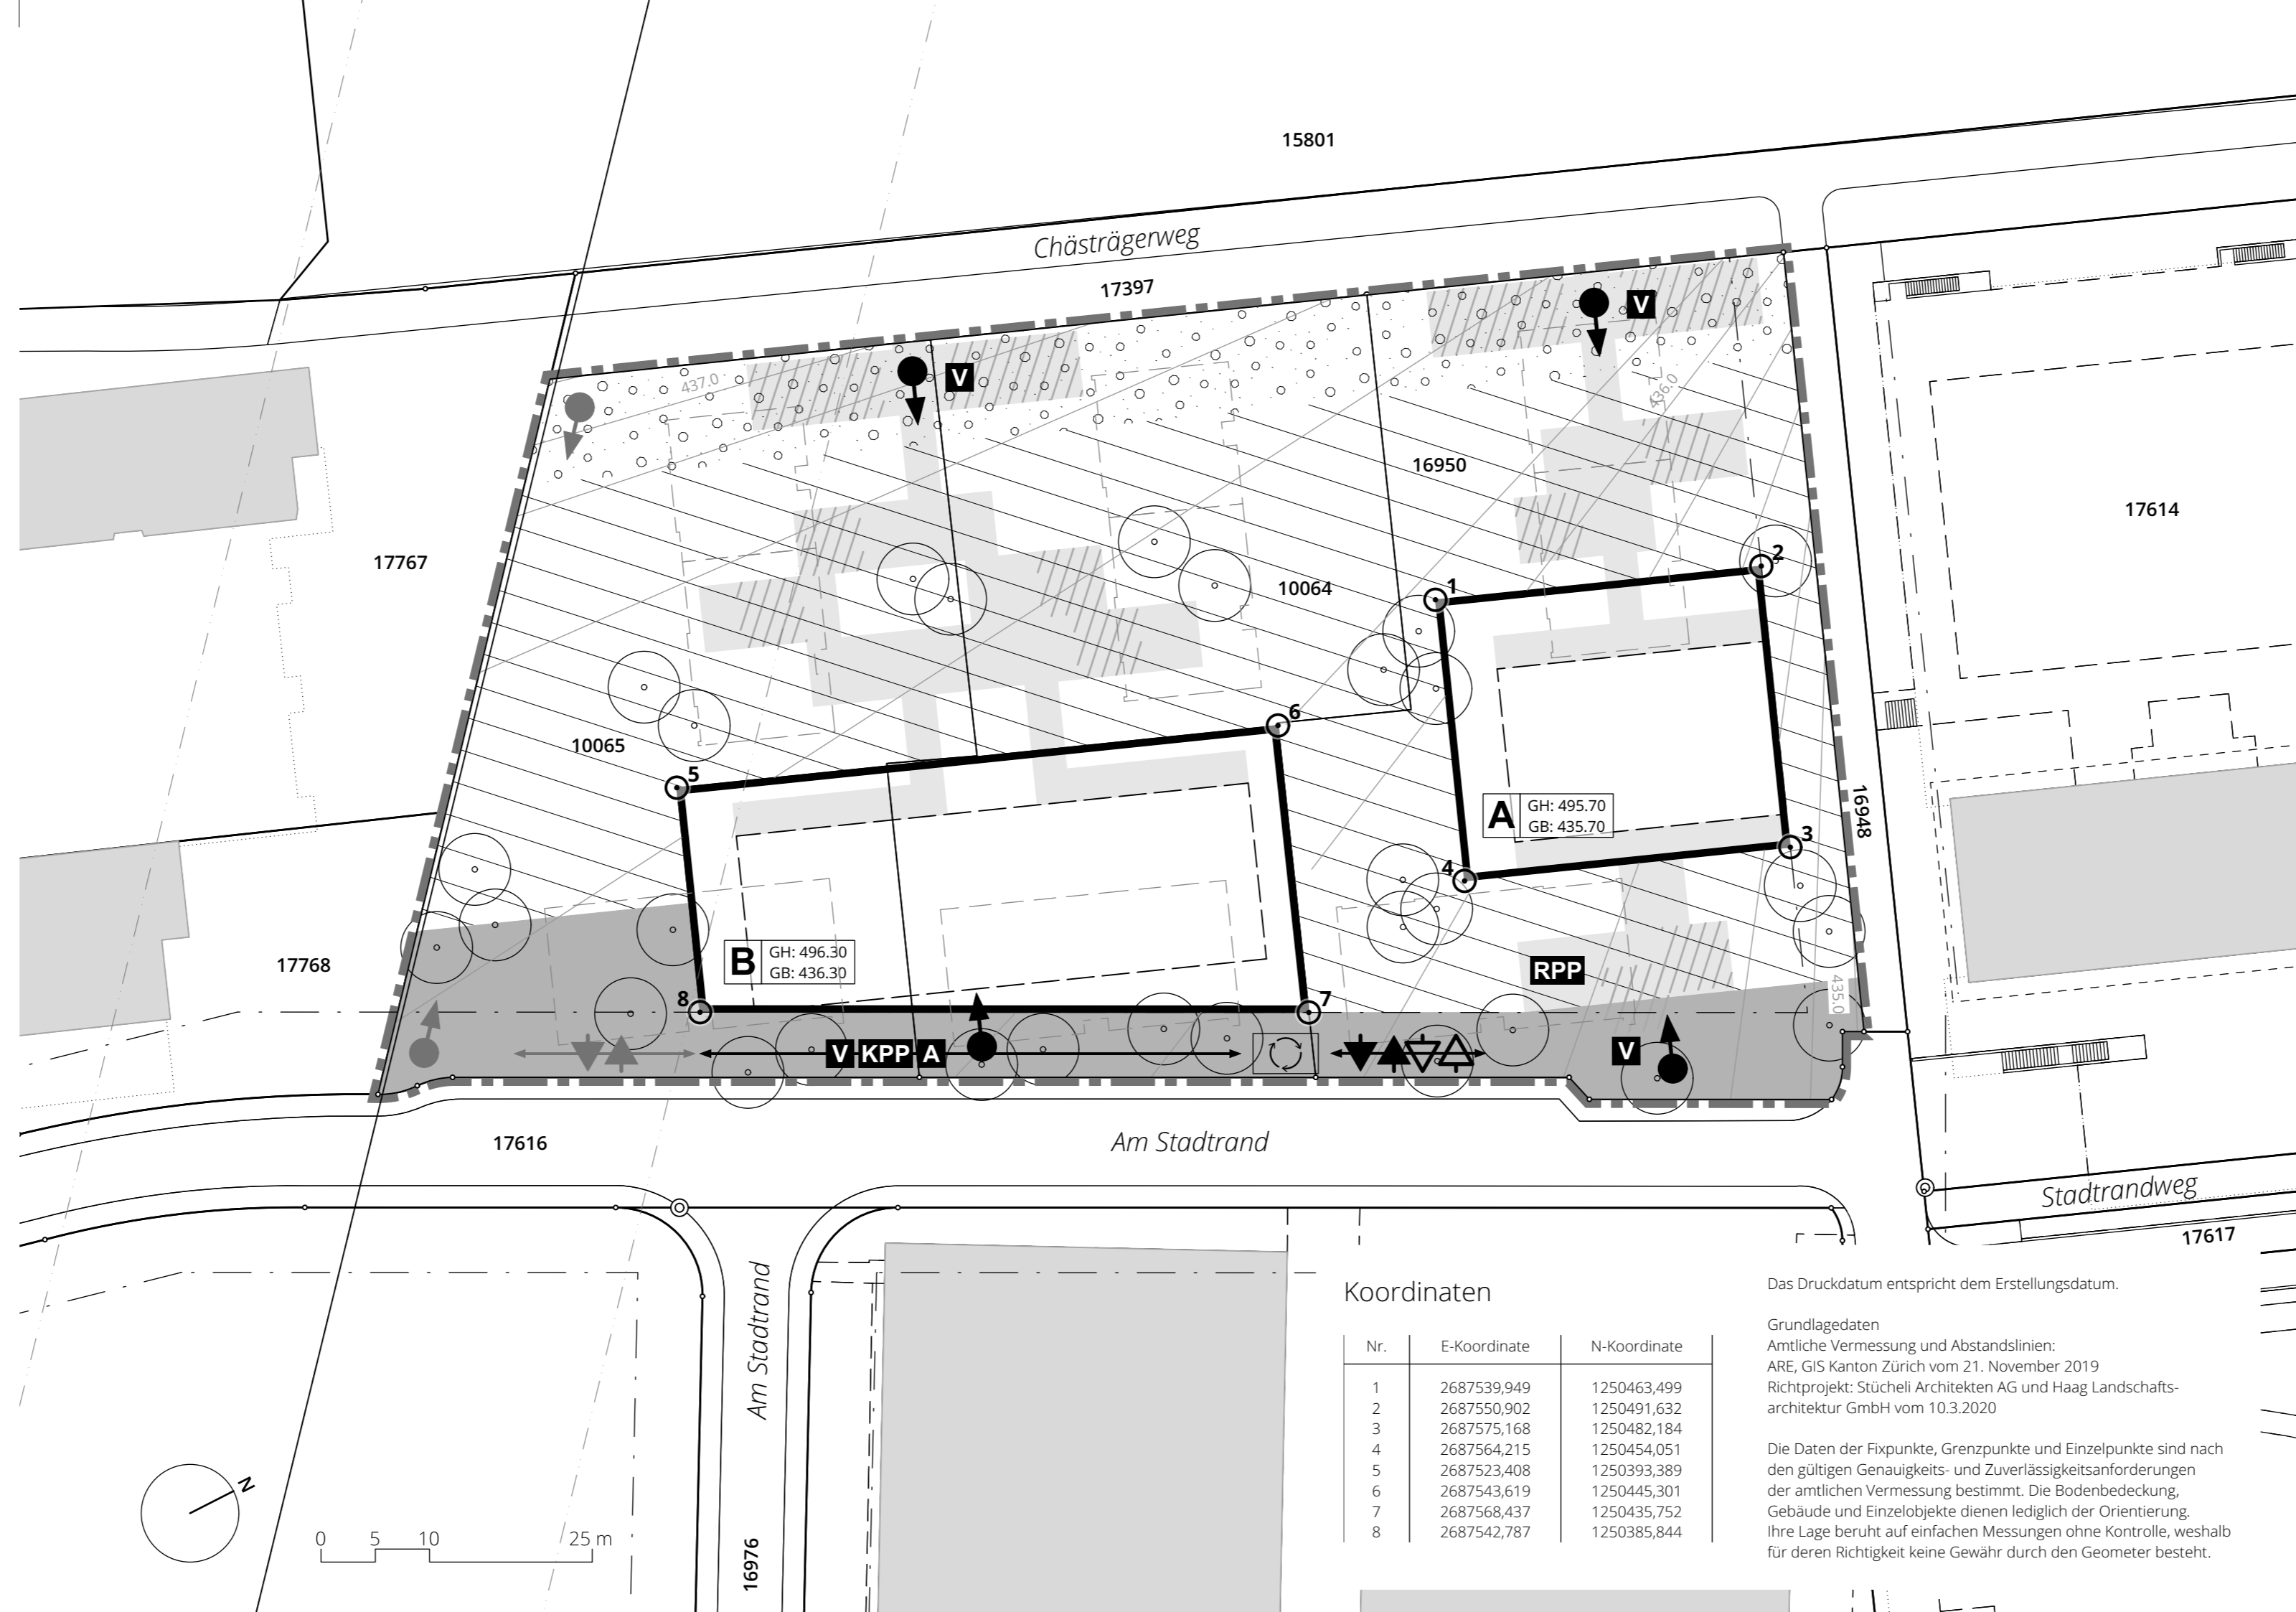 15801
Chästrägerweg
17397
V
V
437.0
436.0
16950
17614
17767
2
1
10064
6
10065
5
A
GH: 495.70
GB: 435.70
16948
3
4
B
GH: 496.30
GB: 436.30
17768
RPP
435.0
8
7
V KPP A
V
17616
Am Stadtrand
Stadtrandweg
17617
Am Stadtrand
16976
N
0 5 10 25 m
Koordinaten
Nr. E-Koordinate N-Koordinate
1 2687539,949 1250463,499
2 2687550,902 1250491,632
3 2687575,168 1250482,184
4 2687564,215 1250454,051
5 2687523,408 1250393,389
6 2687543,619 1250445,301
7 2687568,437 1250435,752
8 2687542,787 1250385,844
Das Druckdatum entspricht dem Erstellungsdatum.
Grundlagedaten
Amtliche Vermessung und Abstandslinien:
ARE, GIS Kanton Zürich vom 21. November 2019
Richtprojekt: Stücheli Architekten AG und Haag Landschafts-
architektur GmbH vom 10.3.2020
Die Daten der Fixpunkte, Grenzpunkte und Einzelpunkte sind nach
den gültigen Genauigkeits- und Zuverlässigkeitsanforderungen
der amtlichen Vermessung bestimmt. Die Bodenbedeckung,
Gebäude und Einzelobjekte dienen lediglich der Orientierung.
Ihre Lage beruht auf einfachen Messungen ohne Kontrolle, weshalb
für deren Richtigkeit keine Gewähr durch den Geometer besteht.